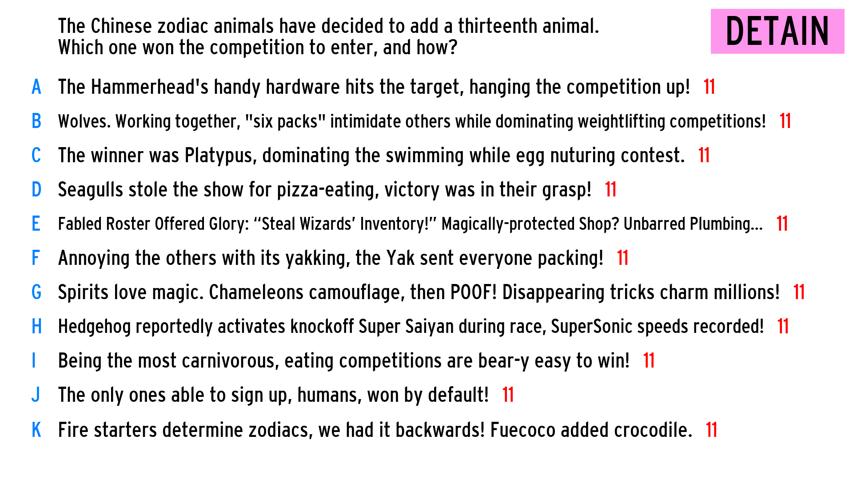 The Chinese zodiac animals have decided to add a thirteenth animal.
Which one won the competition to enter, and how?
DETAIN
A The Hammerhead's handy hardware hits the target, hanging the competition up! 11
B Wolves. Working together, "six packs" intimidate others while dominating weightlifting competitions! 11
C The winner was Platypus, dominating the swimming while egg nuturing contest. 11
D Seagulls stole the show for pizza-eating, victory was in their grasp! 11
E Fabled Roster Offered Glory: “Steal Wizards’ Inventory!” Magically-protected Shop? Unbarred Plumbing... 11
F Annoying the others with its yakking, the Yak sent everyone packing! 11
G Spirits love magic. Chameleons camouflage, then POOF! Disappearing tricks charm millions! 11
H Hedgehog reportedly activates knockoff Super Saiyan during race, SuperSonic speeds recorded! 11
I Being the most carnivorous, eating competitions are bear-y easy to win! 11
J The only ones able to sign up, humans, won by default! 11
K Fire starters determine zodiacs, we had it backwards! Fuecoco added crocodile. 11